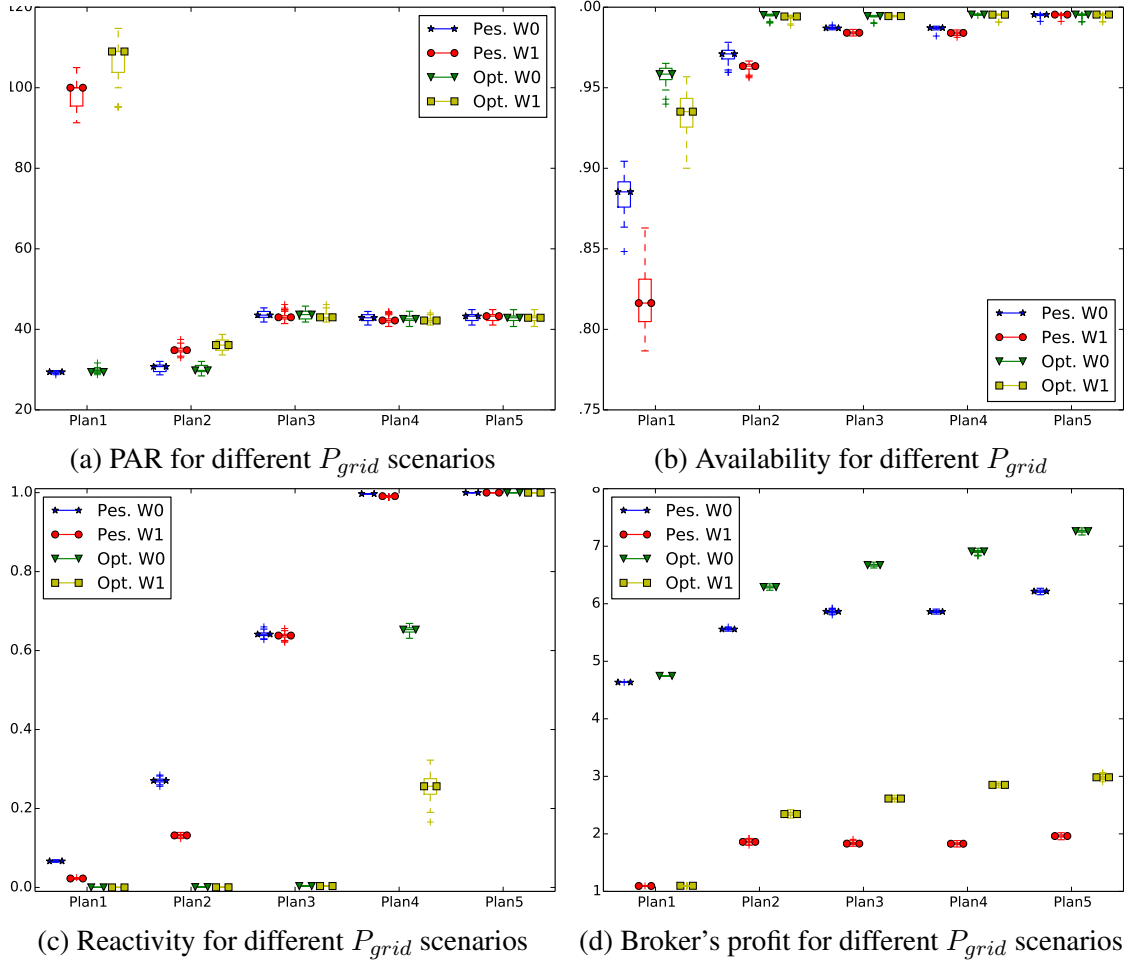 120
100
80
60
40
20
Pes. W0
Pes. W1
Opt. W0
Opt. W1
Plan1 Plan2 Plan3 Plan4 Plan5
(a) PAR for different P_grid scenarios
.00
.95
.90
.85
.80
.75
Pes. W0
Pes. W1
Opt. W0
Opt. W1
Plan1 Plan2 Plan3 Plan4 Plan5
(b) Availability for different P_grid
1.0
0.8
0.6
0.4
0.2
0.0
Pes. W0
Pes. W1
Opt. W0
Opt. W1
Plan1 Plan2 Plan3 Plan4 Plan5
(c) Reactivity for different P_grid scenarios
8
7
6
5
4
3
2
1
Pes. W0
Pes. W1
Opt. W0
Opt. W1
Plan1 Plan2 Plan3 Plan4 Plan5
(d) Broker's profit for different P_grid scenarios